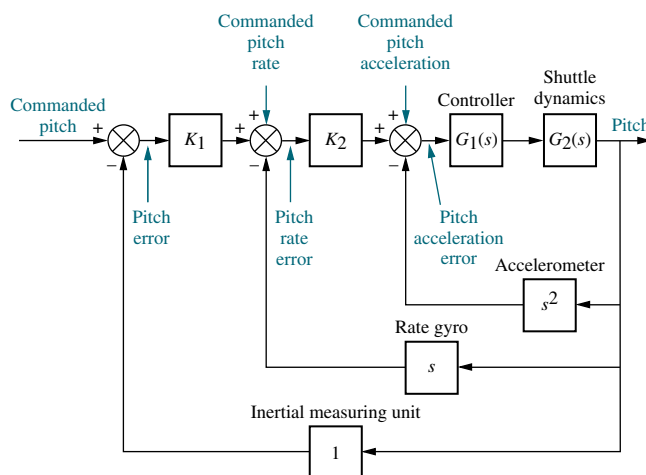 Commanded
pitch
rate
Commanded
pitch
acceleration
Shuttle
dynamics
Controller
Commanded
pitch
Pitch
+
−
K1
+
+
−
K2
+
+
−
G1(s)
G2(s)
Pitch
error
Pitch
rate
error
Pitch
acceleration
error
Accelerometer
s²
Rate gyro
s
Inertial measuring unit
1